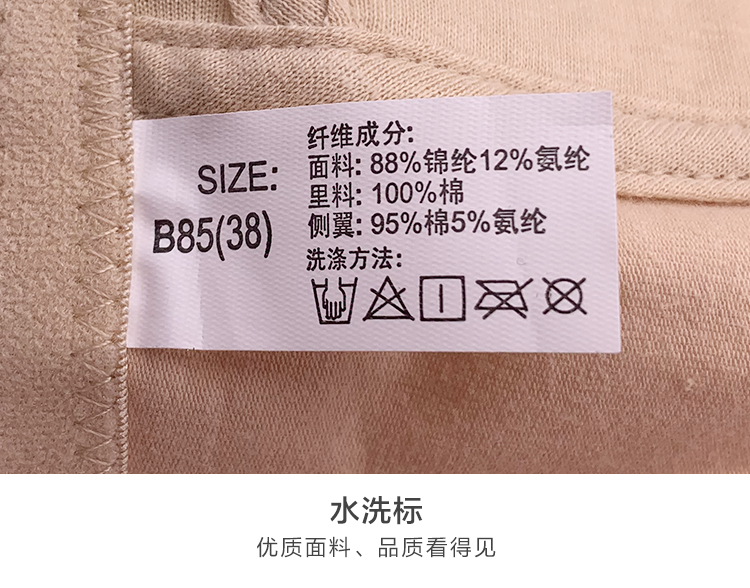 SIZE:
B85(38)
纤维成分:
面料: 88%锦纶12%氨纶
里料: 100%棉
侧翼: 95%棉5%氨纶
洗涤方法:
水洗标
优质面料、品质看得见